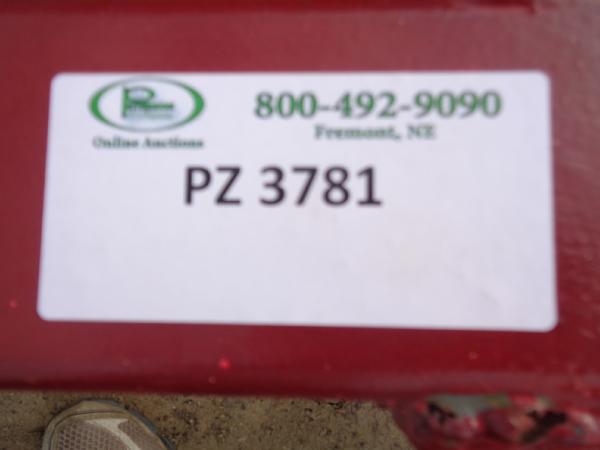 800-492-9090
Fremont, NE
Online Auctions
PZ 3781